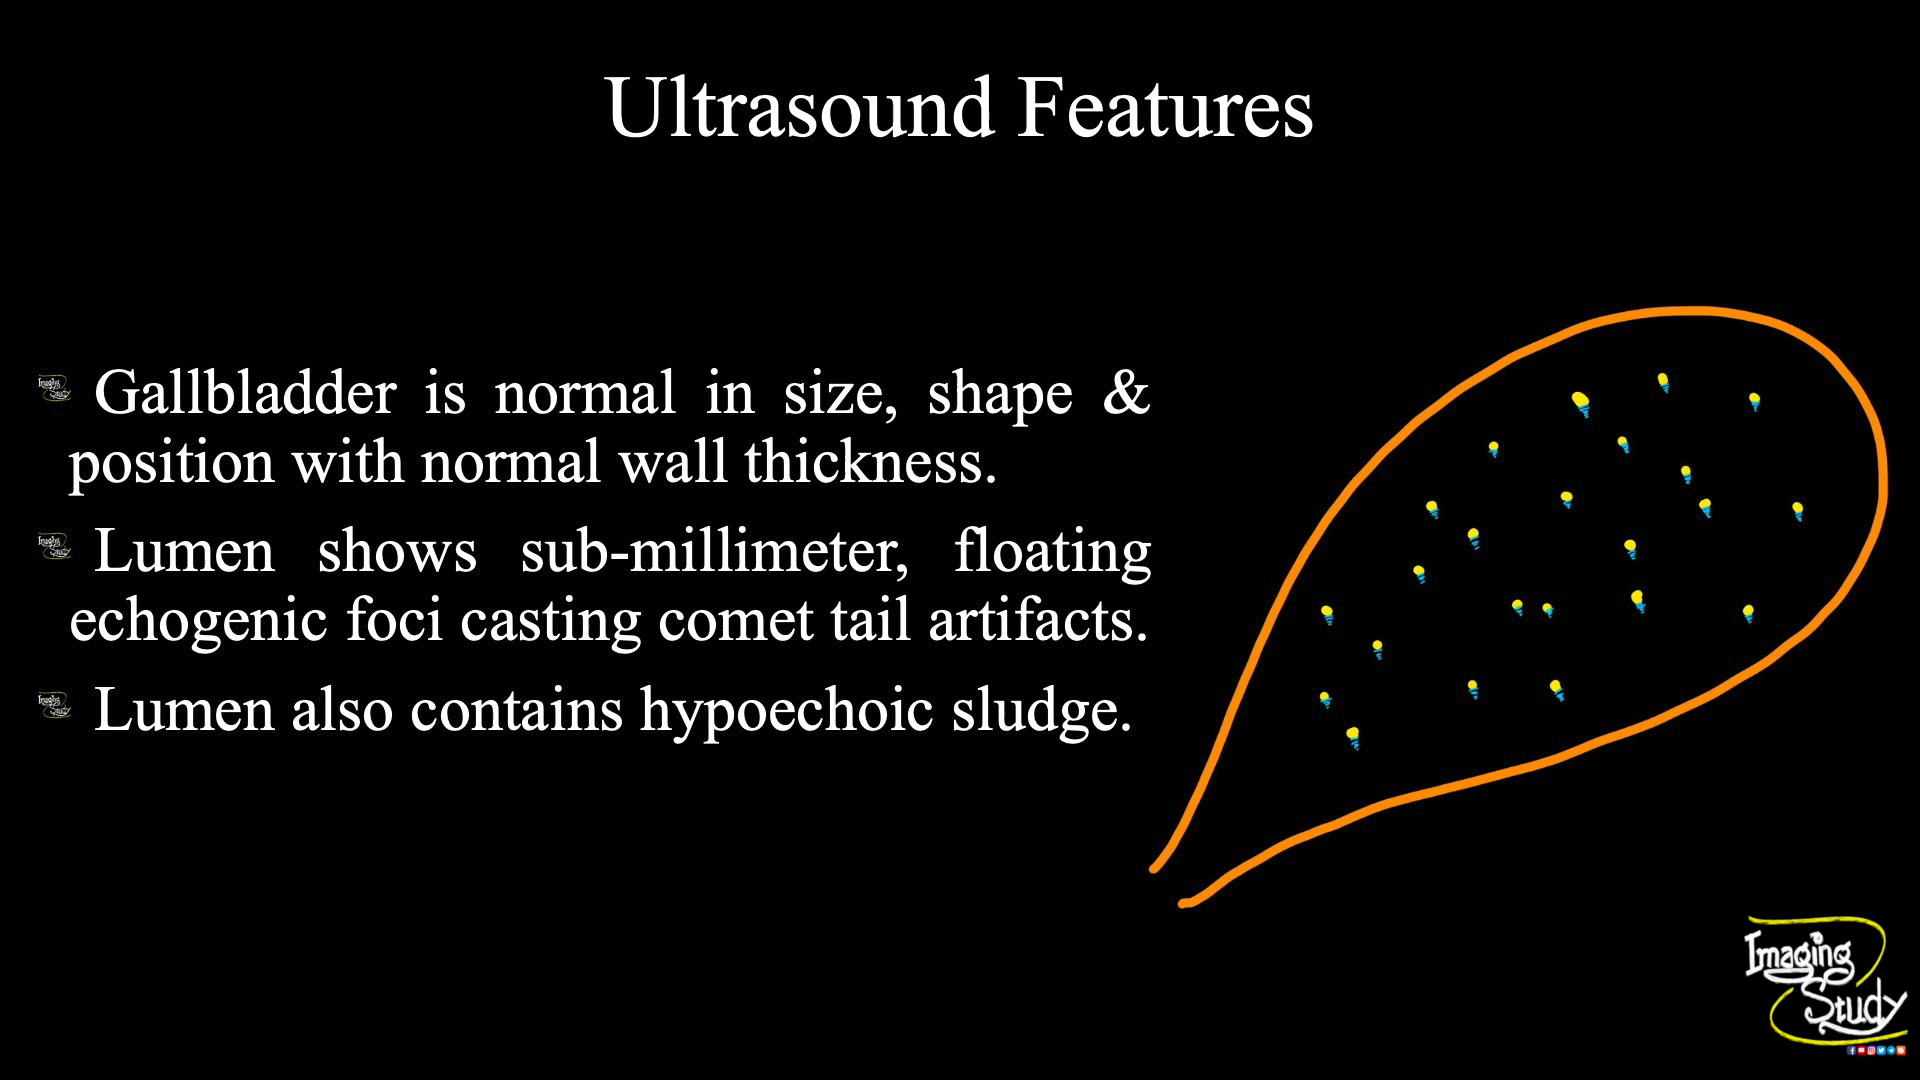 Ultrasound Features
Gallbladder is normal in size, shape &
position with normal wall thickness.
Lumen shows sub-millimeter, floating
echogenic foci casting comet tail artifacts.
Lumen also contains hypoechoic sludge.
Imaging
Study